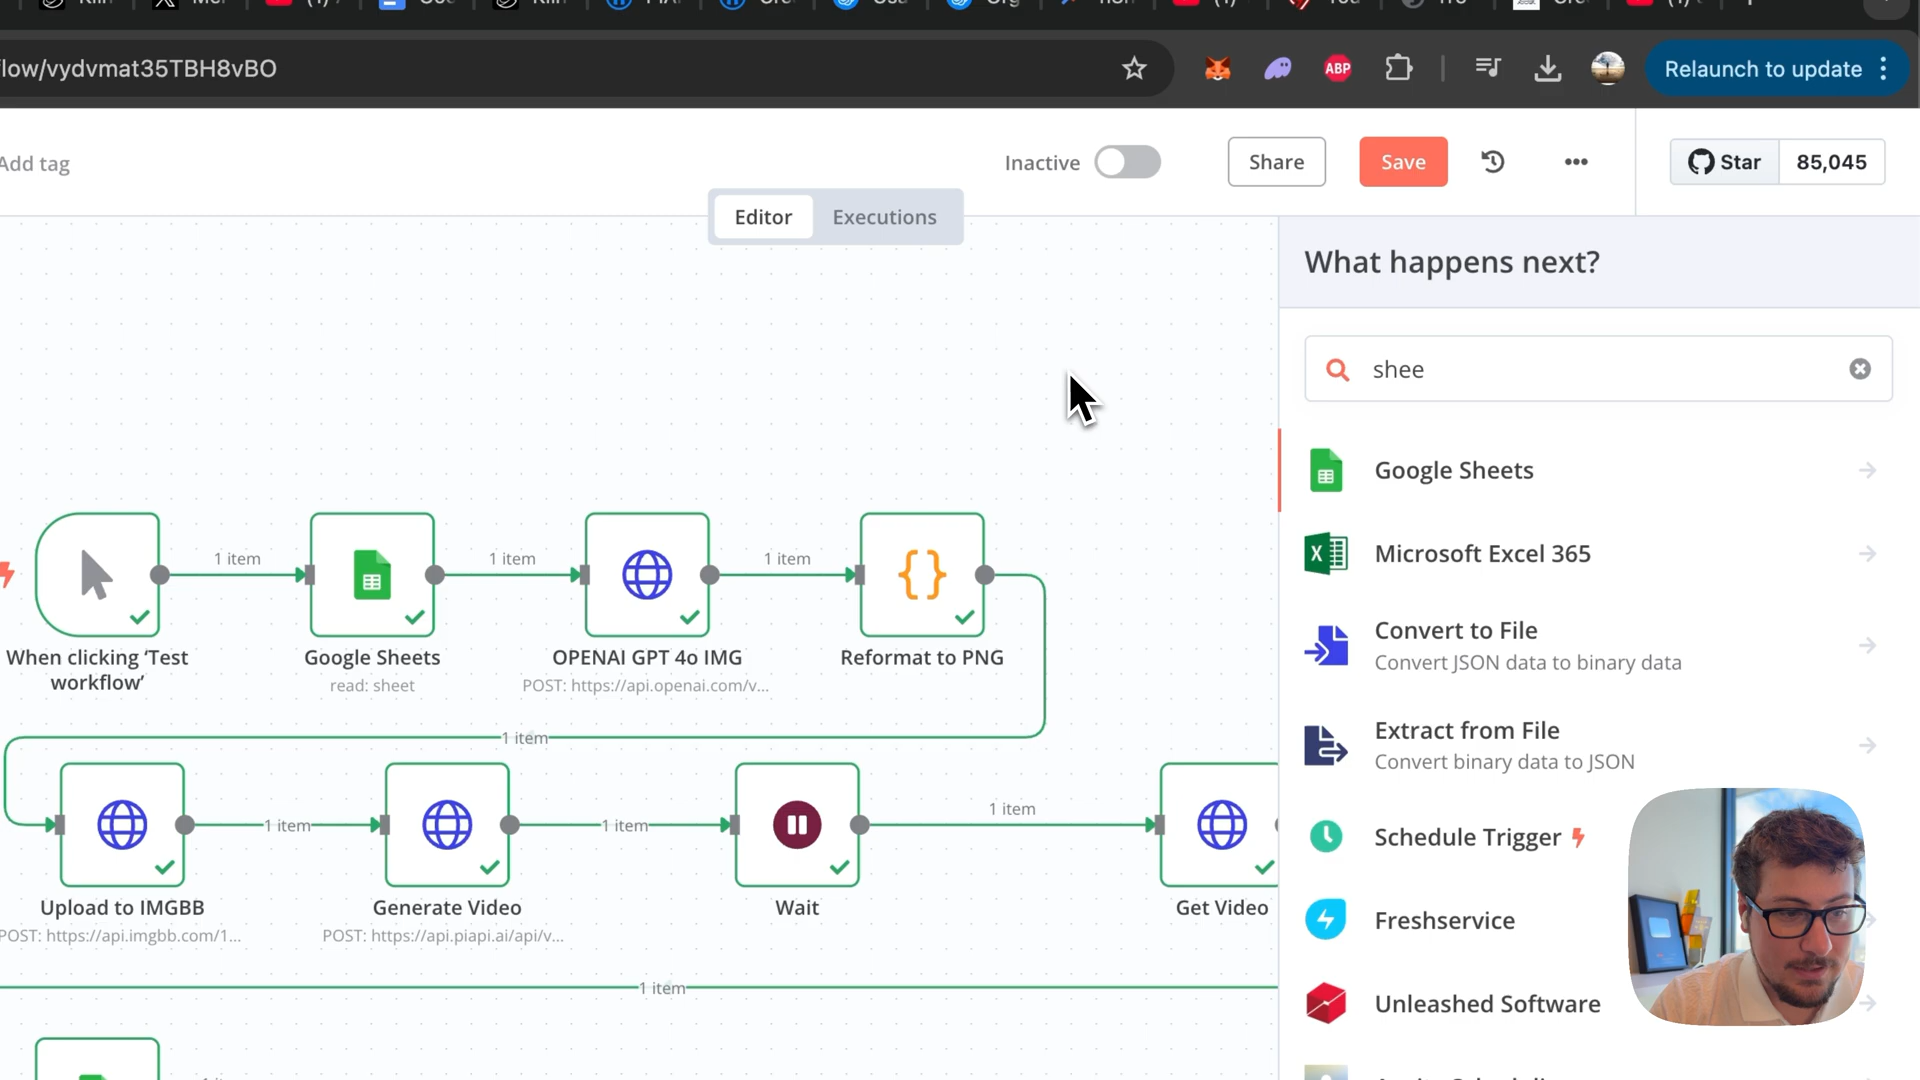 low/vydvmat35TBH8vBO
ABP
Relaunch to update
Add tag
Inactive
Share
Save
Star
85,045
Editor
Executions
What happens next?
shee
Google Sheets
Microsoft Excel 365
Convert to File
Convert JSON data to binary data
Extract from File
Convert binary data to JSON
Schedule Trigger
Freshservice
Unleashed Software
1 item
1 item
1 item
When clicking ‘Test
workflow’
Google Sheets
read: sheet
OPENAI GPT 4o IMG
POST: https://api.openai.com/v...
Reformat to PNG
1 item
1 item
1 item
1 item
Upload to IMGBB
POST: https://api.imgbb.com/1...
Generate Video
POST: https://api.piapi.ai/api/v...
Wait
Get Video
1 item